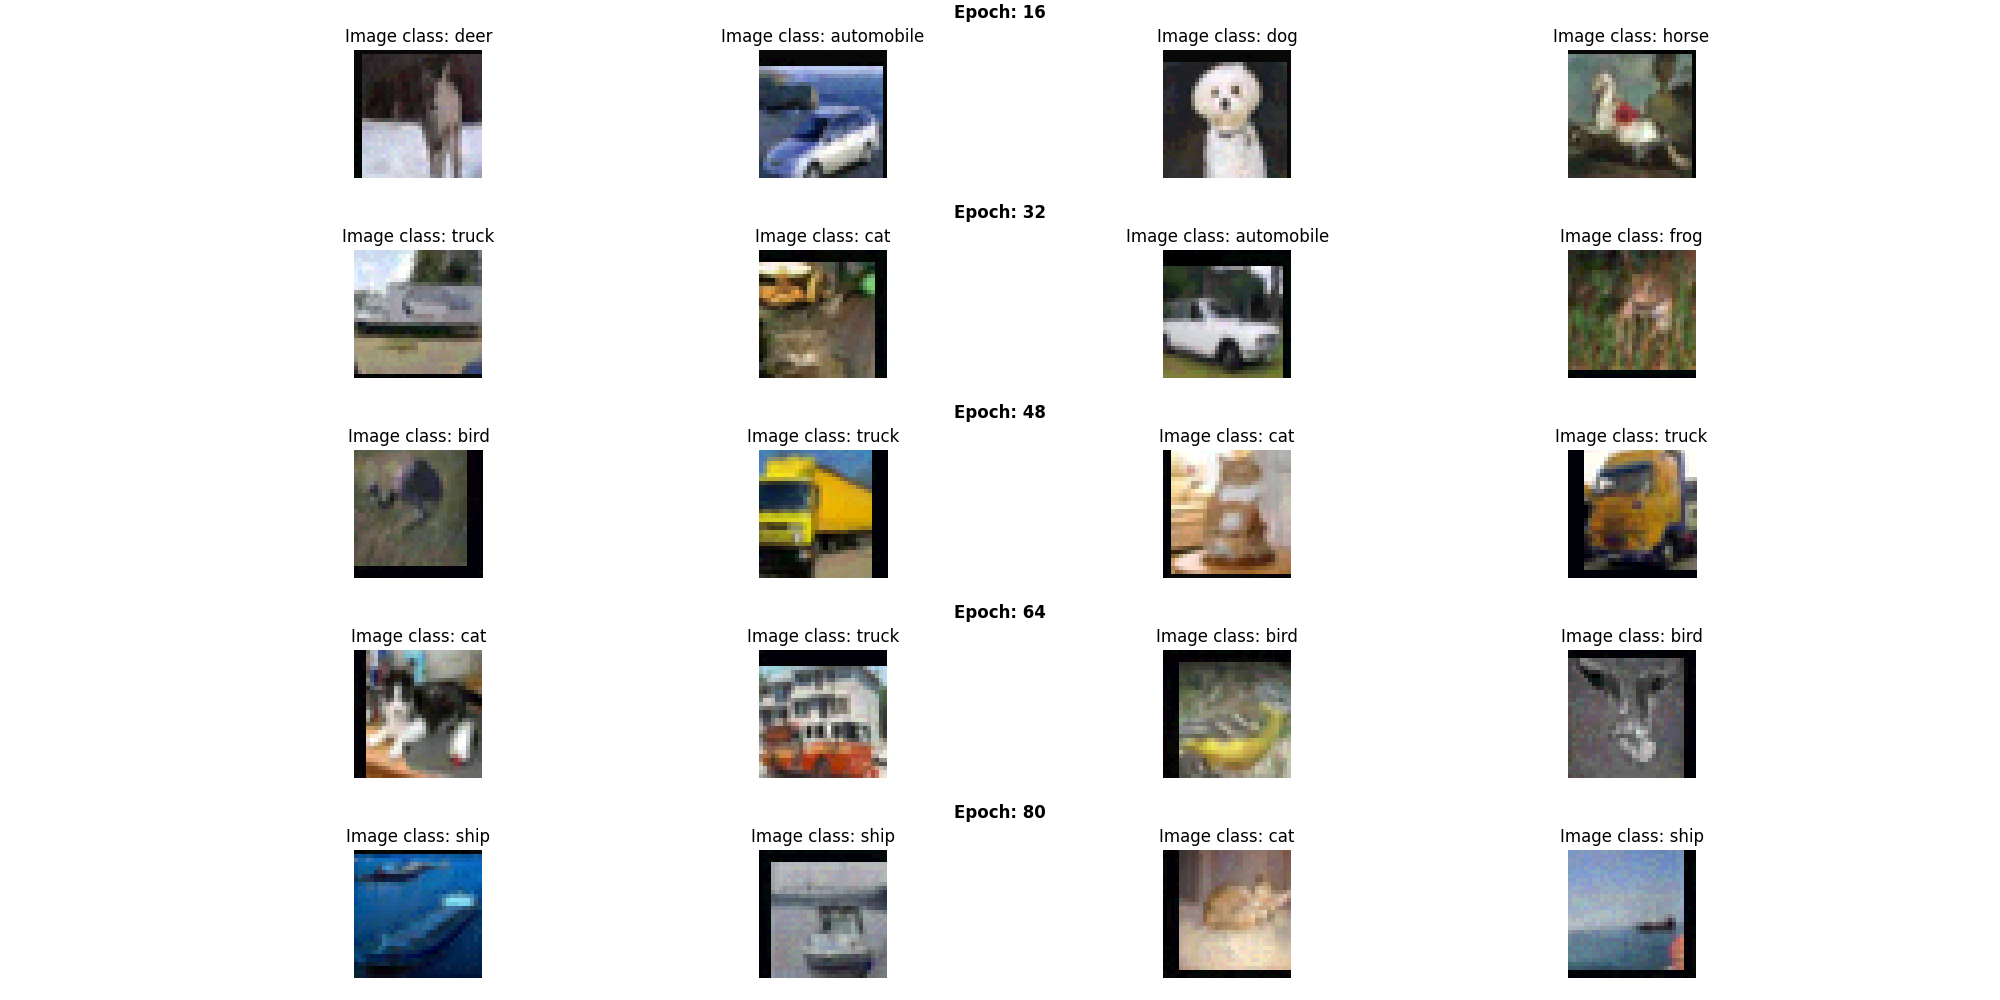 Epoch: 16
Image class: deer
Image class: automobile
Image class: dog
Image class: horse
Epoch: 32
Image class: truck
Image class: cat
Image class: automobile
Image class: frog
Epoch: 48
Image class: bird
Image class: truck
Image class: cat
Image class: truck
Epoch: 64
Image class: cat
Image class: truck
Image class: bird
Image class: bird
Epoch: 80
Image class: ship
Image class: ship
Image class: cat
Image class: ship